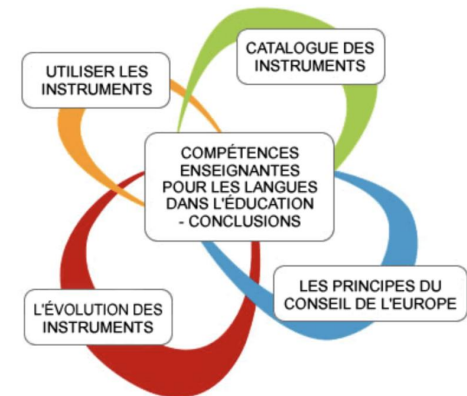 CATALOGUE DES
INSTRUMENTS
UTILISER LES
INSTRUMENTS
COMPÉTENCES
ENSEIGNANTES
POUR LES LANGUES
DANS L'ÉDUCATION
- CONCLUSIONS
LES PRINCIPES DU
CONSEIL DE L'EUROPE
L'ÉVOLUTION DES
INSTRUMENTS